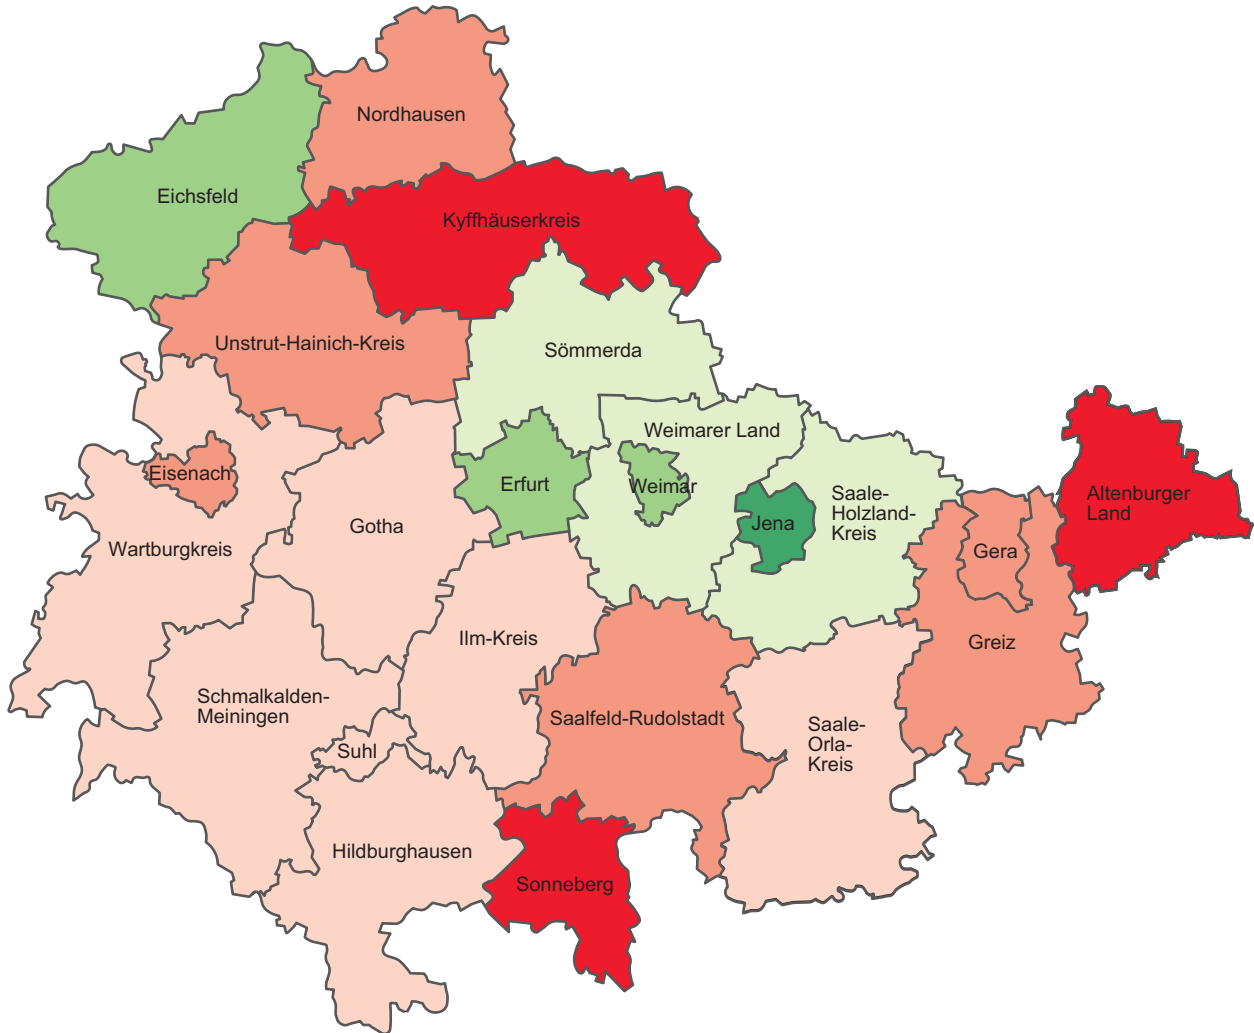 Nordhausen
Eichsfeld
Kyffhäuserkreis
Unstrut-Hainich-Kreis
Sömmerda
Weimarer Land
Eisenach
Erfurt
Weimar
Saale-
Holzland-
Kreis
Altenburger
Land
Gotha
Jena
Wartburgkreis
Gera
Ilm-Kreis
Greiz
Schmalkalden-
Meiningen
Saalfeld-Rudolstadt
Saale-
Orla-
Kreis
Suhl
Hildburghausen
Sonneberg